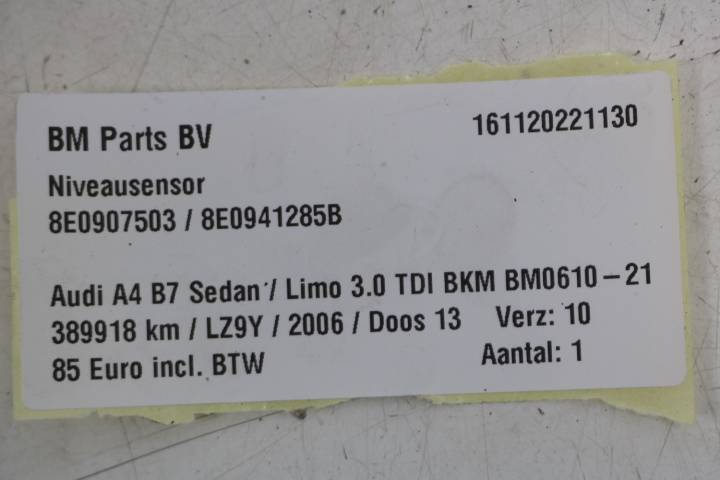 BM Parts BV 161120221130
Niveausensor
8E0907503 / 8E0941285B
Audi A4 B7 Sedan / Limo 3.0 TDI BKM BM0610-21
389918 km / LZ9Y / 2006 / Doos 13 Verz: 10
85 Euro incl. BTW Aantal: 1